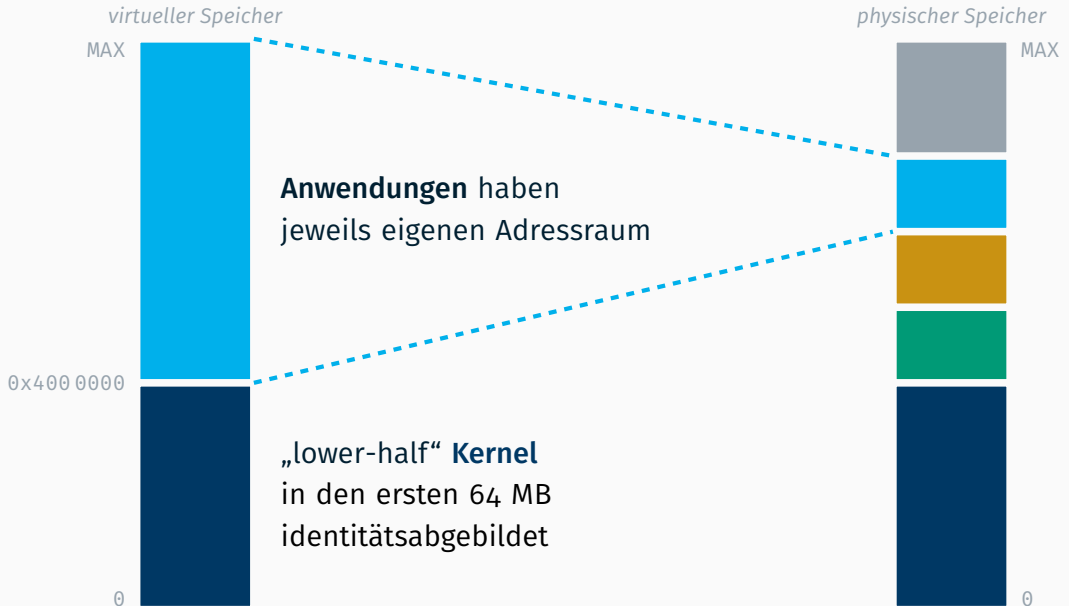 virtueller Speicher
physischer Speicher
MAX
MAX
Anwendungen haben
jeweils eigenen Adressraum
0x400 0000
„lower-half“ Kernel
in den ersten 64 MB
identitätsabgebildet
0
0